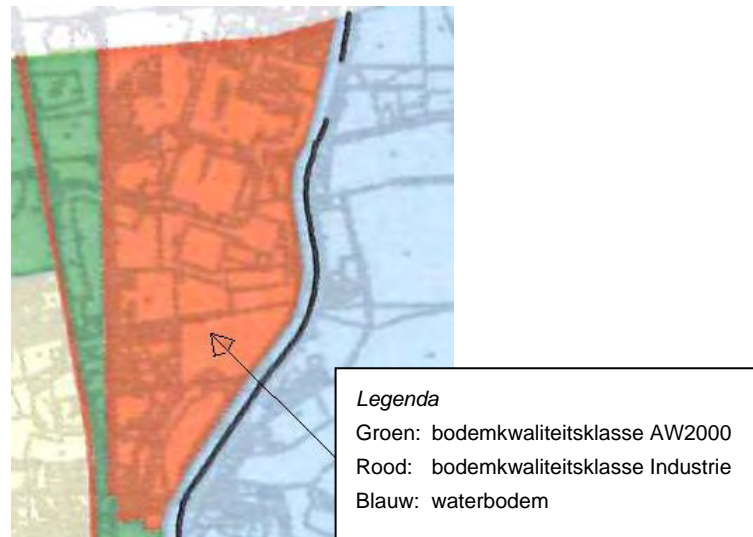 Legenda
Groen: bodemkwaliteitsklasse AW2000
Rood: bodemkwaliteitsklasse Industrie
Blauw: waterbodem